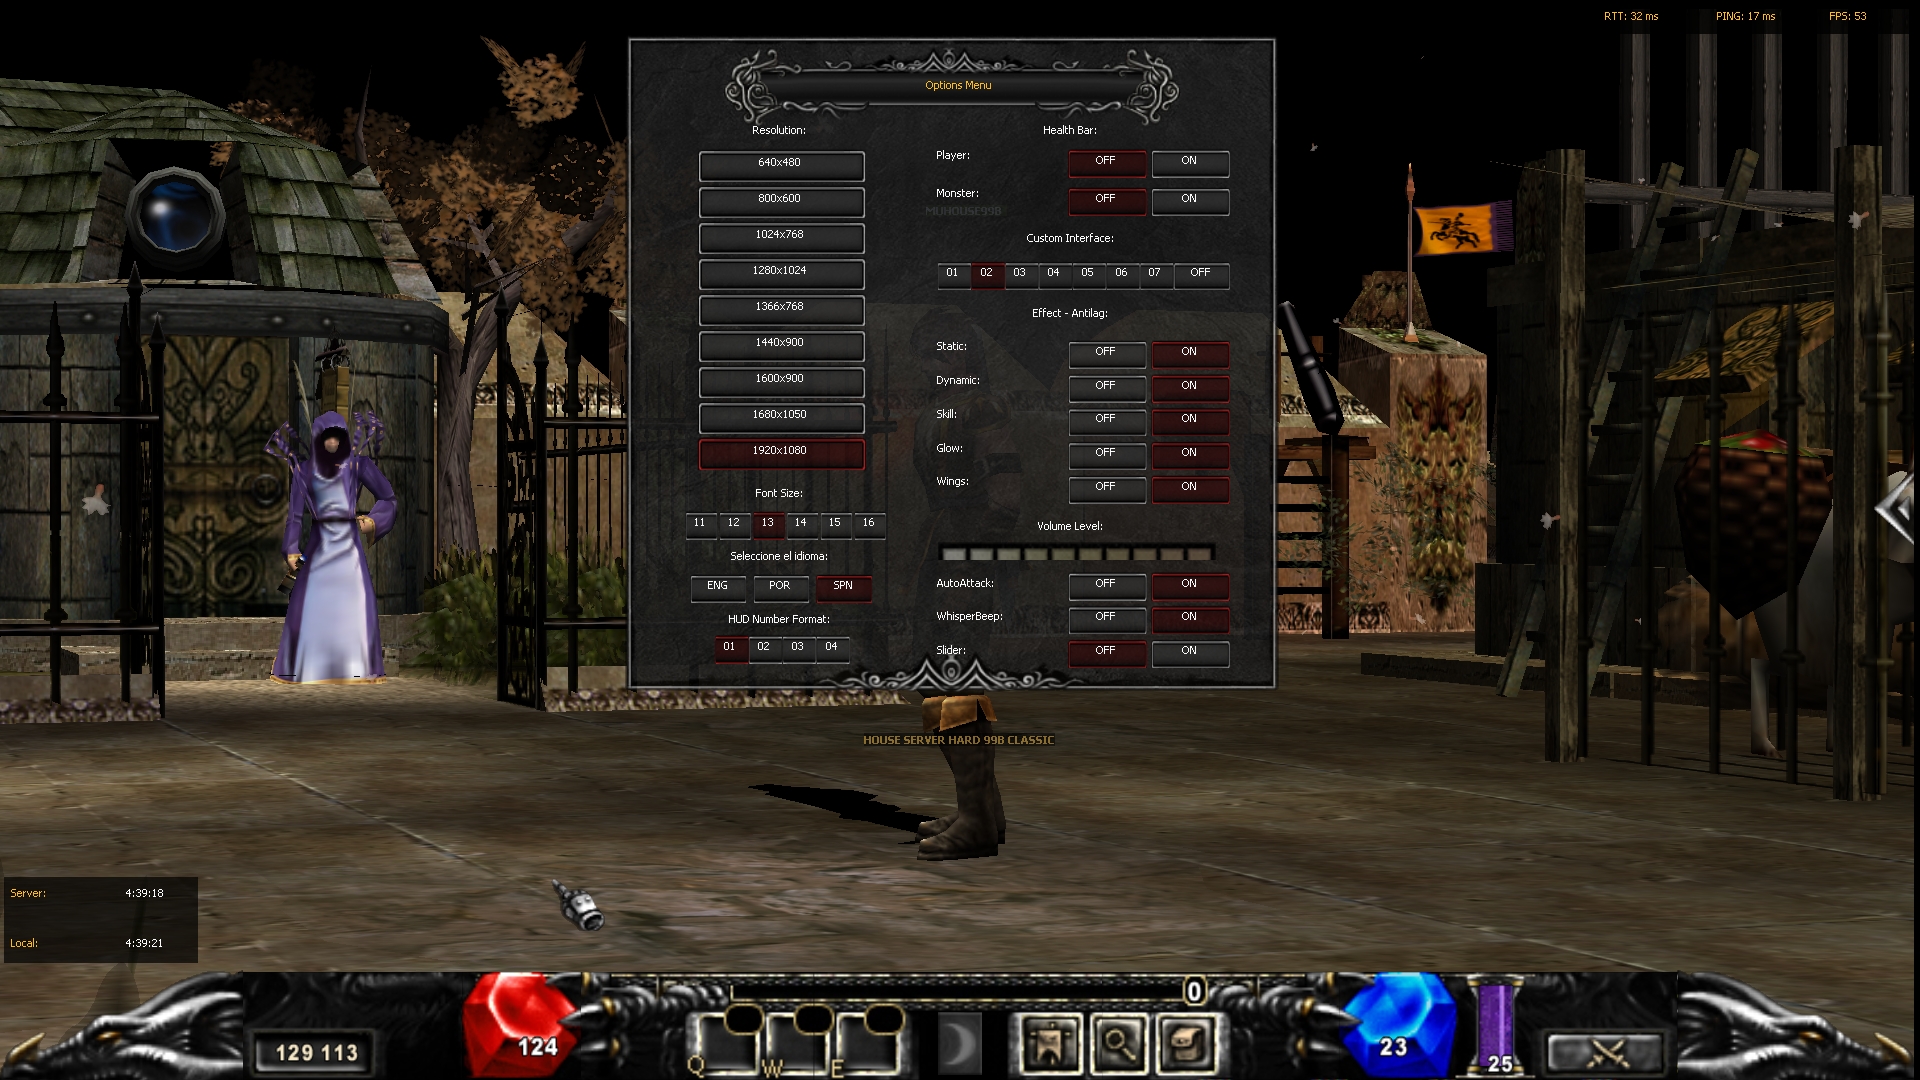 RTT: 32 ms PING: 17 ms FPS: 53
Options Menu
Resolution:
640x480
800x600
1024x768
1280x1024
1366x768
1440x900
1600x900
1680x1050
1920x1080
Font Size:
11 12 13 14 15 16
Seleccione el idioma:
ENG POR SPN
HUD Number Format:
01 02 03 04
Health Bar:
Player: OFF ON
Monster: OFF ON
MUHOUSE99B
Custom Interface:
01 02 03 04 05 06 07 OFF
Effect - Antilag:
Static: OFF ON
Dynamic: OFF ON
Skill: OFF ON
Glow: OFF ON
Wings: OFF ON
Volume Level:
AutoAttack: OFF ON
WhisperBeep: OFF ON
Slider: OFF ON
HOUSE SERVER HARD 99B CLASSIC
Server: 4:39:18
Local: 4:39:21
0
129 113
124
Q W E
23
25